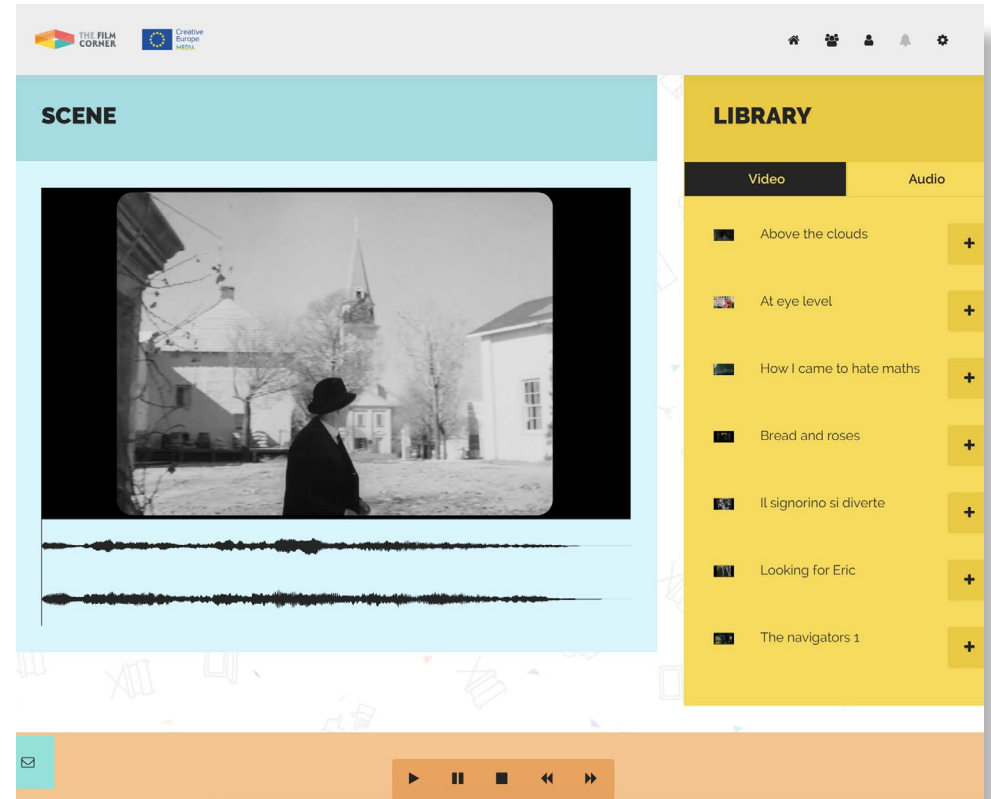 THE FILM
CORNER
Creative
Europe
MEDIA
SCENE
LIBRARY
Video
Audio
Above the clouds
At eye level
How I came to hate maths
Bread and roses
Il signorino si diverte
Looking for Eric
The navigators 1